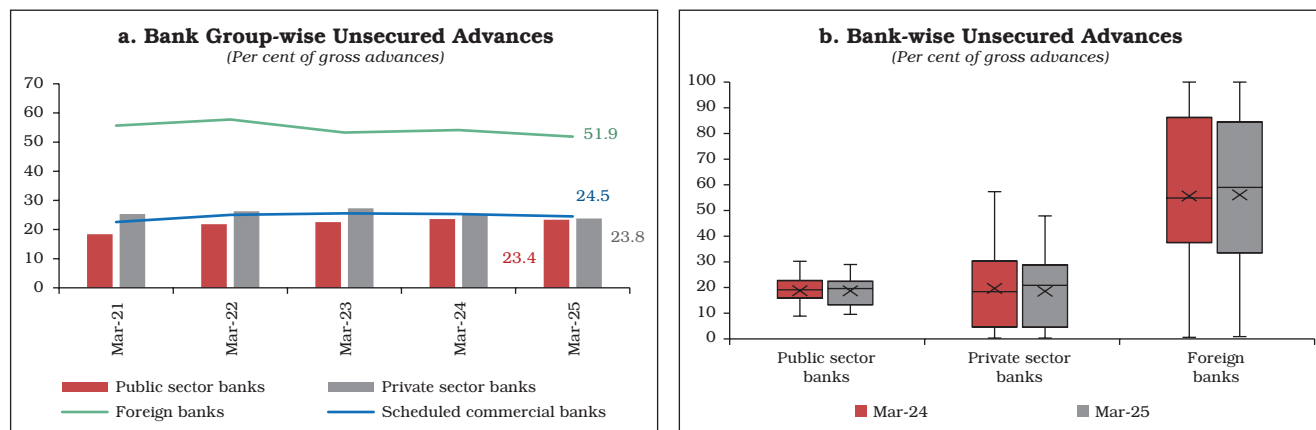 a. Bank Group-wise Unsecured Advances
(Per cent of gross advances)
70
60
50
40
30
20
10
0
51.9
24.5
23.4
23.8
Mar-21
Mar-22
Mar-23
Mar-24
Mar-25
Public sector banks
Private sector banks
Foreign banks
Scheduled commercial banks
b. Bank-wise Unsecured Advances
(Per cent of gross advances)
100
90
80
70
60
50
40
30
20
10
0
Public sector
banks
Private sector
banks
Foreign
banks
Mar-24
Mar-25